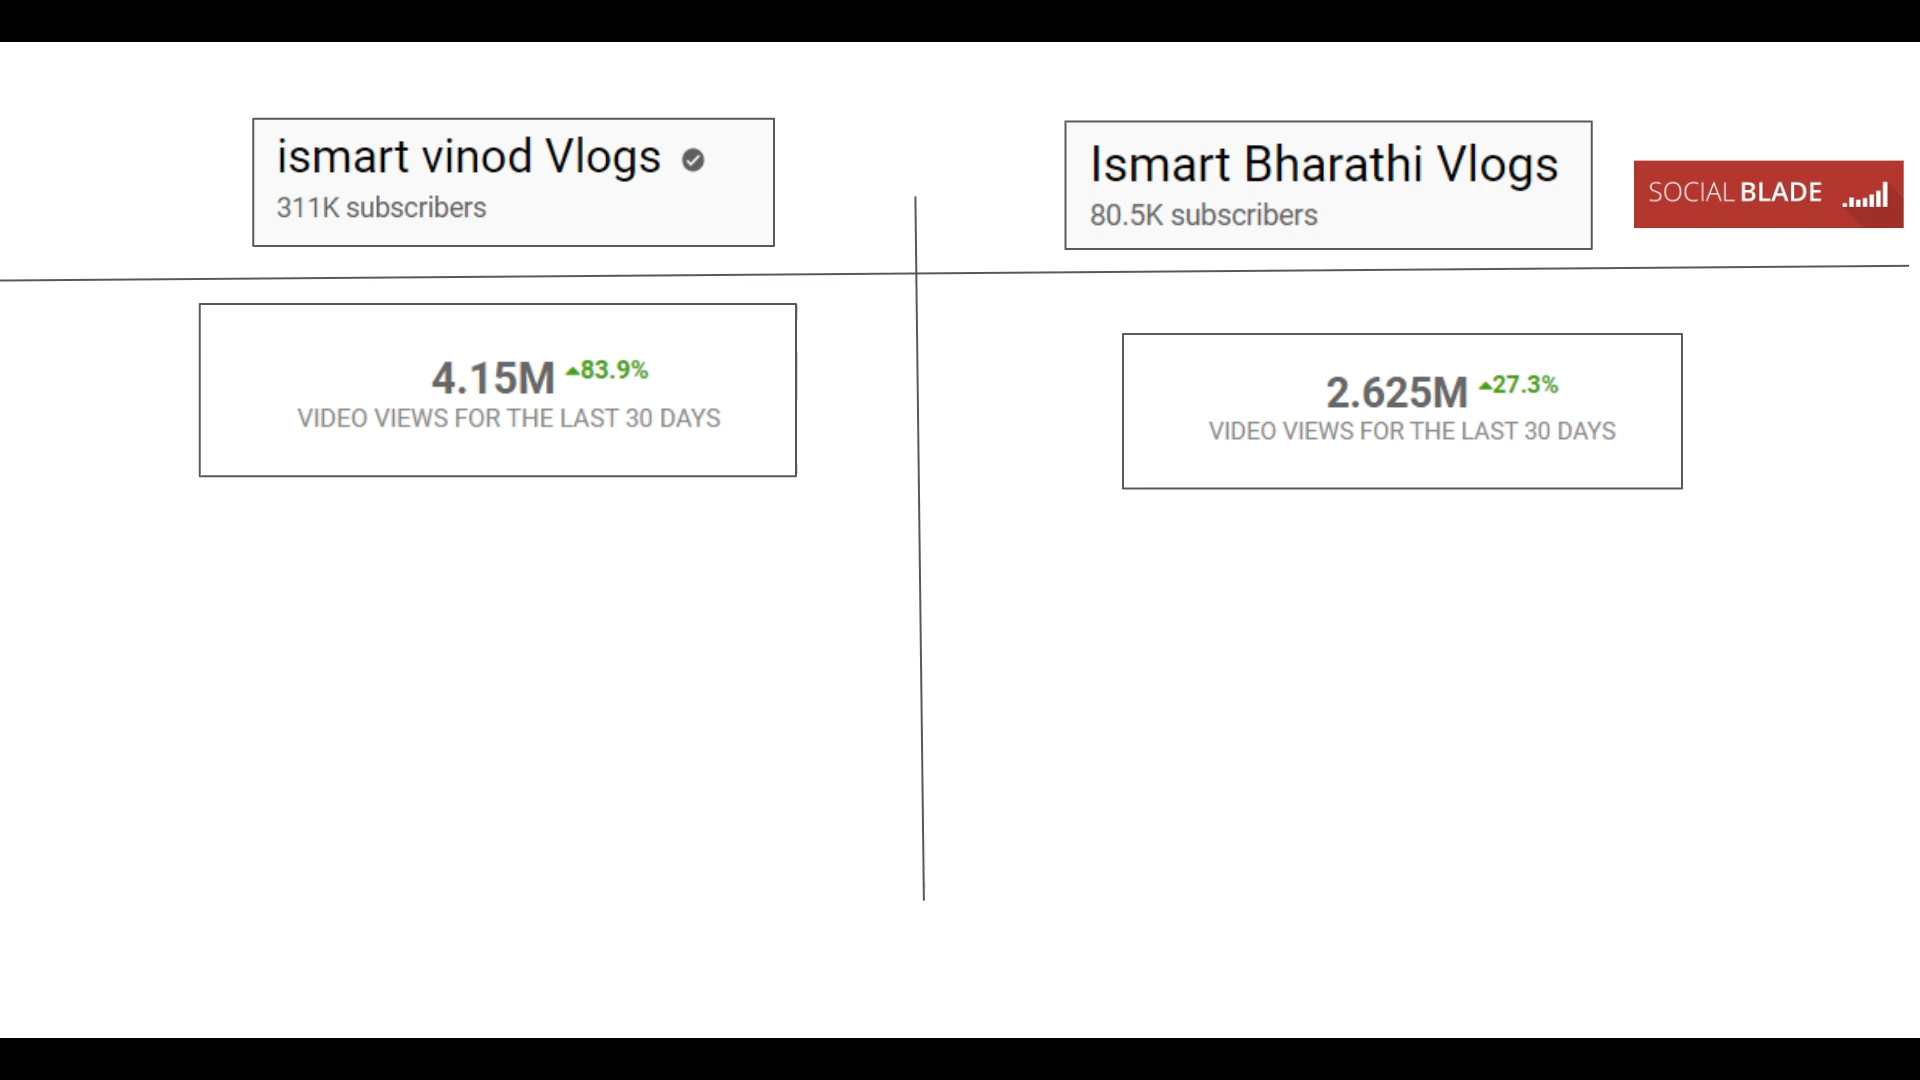 ismart vinod Vlogs
311K subscribers
Ismart Bharathi Vlogs
80.5K subscribers
SOCIAL BLADE
4.15M 83.9%
VIDEO VIEWS FOR THE LAST 30 DAYS
2.625M 27.3%
VIDEO VIEWS FOR THE LAST 30 DAYS